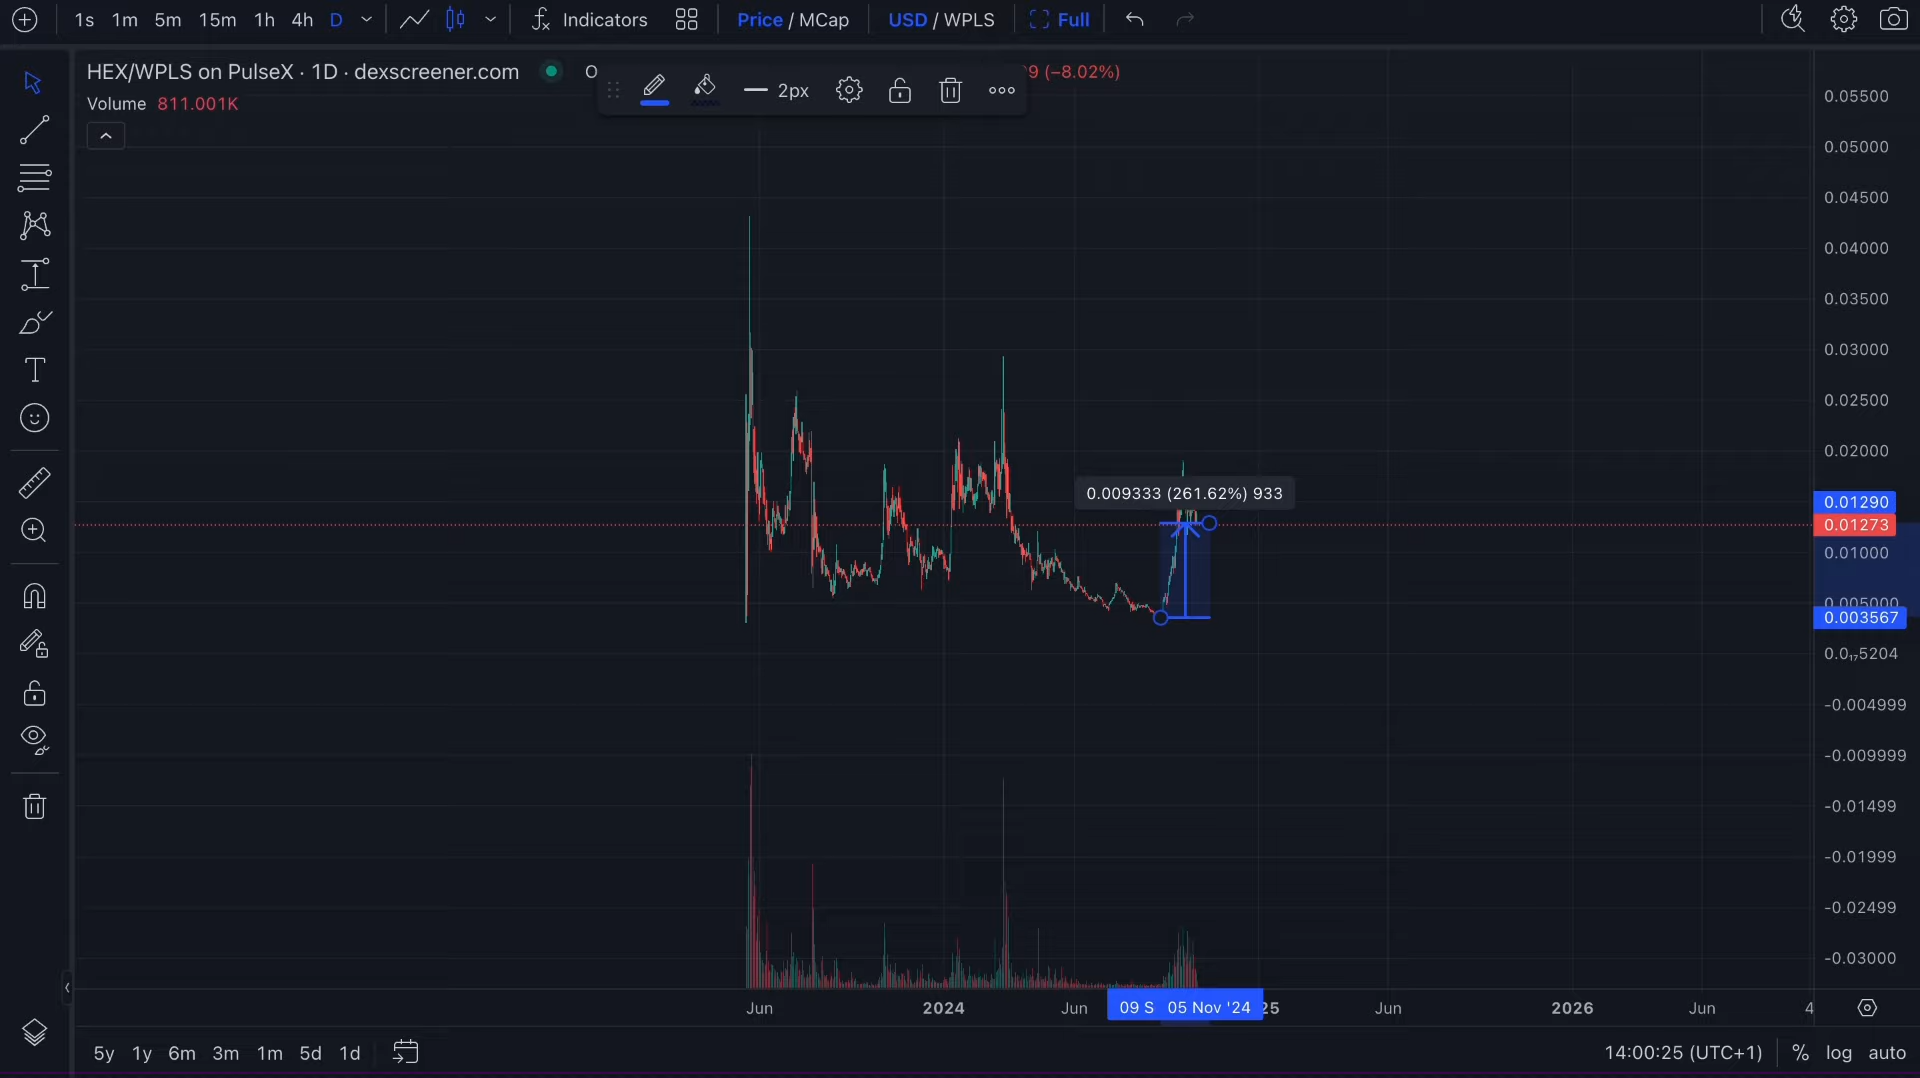 1s 1m 5m 15m 1h 4h D Indicators Price / MCap USD / WPLS Full
HEX/WPLS on PulseX · 1D · dexscreener.com O 9 (−8.02%)
2px
Volume 811.001K
0.05500
0.05000
0.04500
0.04000
0.03500
0.03000
0.02500
0.02000
0.009333 (261.62%) 933
0.01290
0.01273
0.01000
0.005000
0.003567
0.0₁₇5204
-0.004999
-0.009999
-0.01499
-0.01999
-0.02499
-0.03000
Jun 2024 Jun 09 S 05 Nov '24 25 Jun 2026 Jun 4
5y 1y 6m 3m 1m 5d 1d 14:00:25 (UTC+1) % log auto